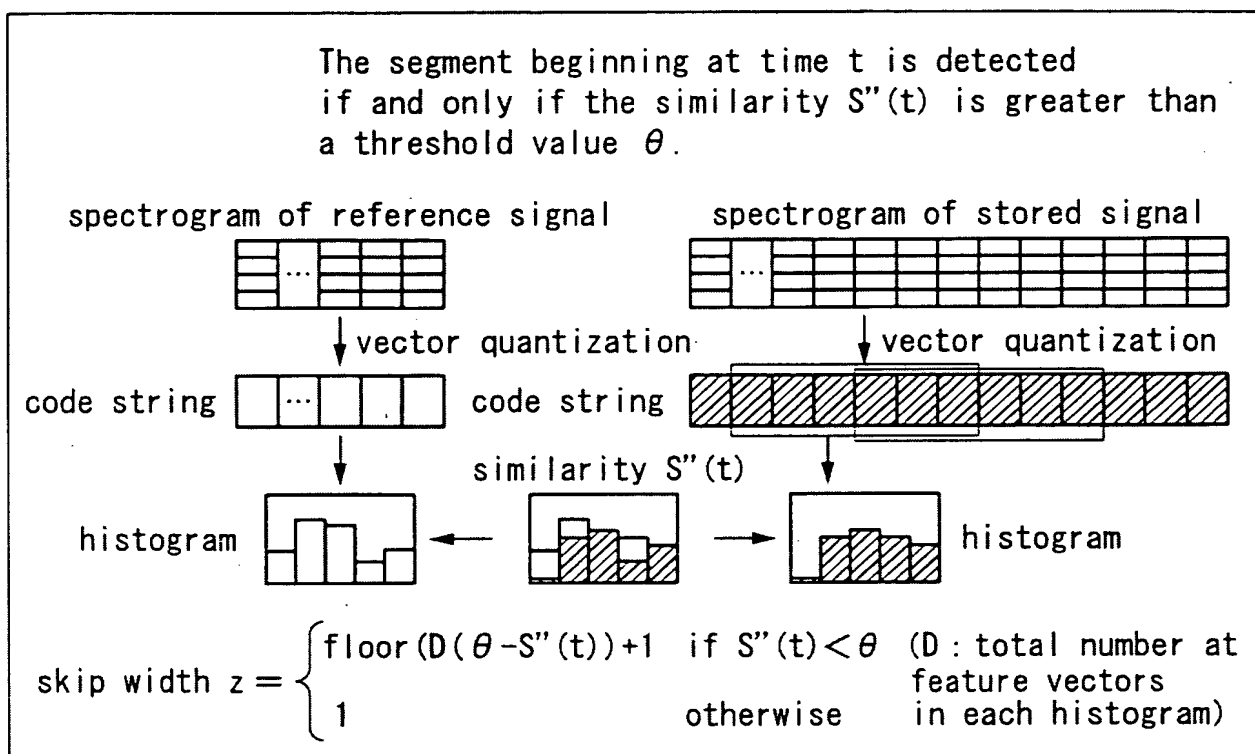 The segment beginning at time t is detected
if and only if the similarity S”(t) is greater than
a threshold value θ.
spectrogram of reference signal
spectrogram of stored signal
...
...
vector quantization
vector quantization
code string
...
code string
similarity S”(t)
histogram
histogram
skip width z = { floor(D(θ-S”(t))+1 if S”(t)<θ (D : total number at
feature vectors
1 otherwise in each histogram)